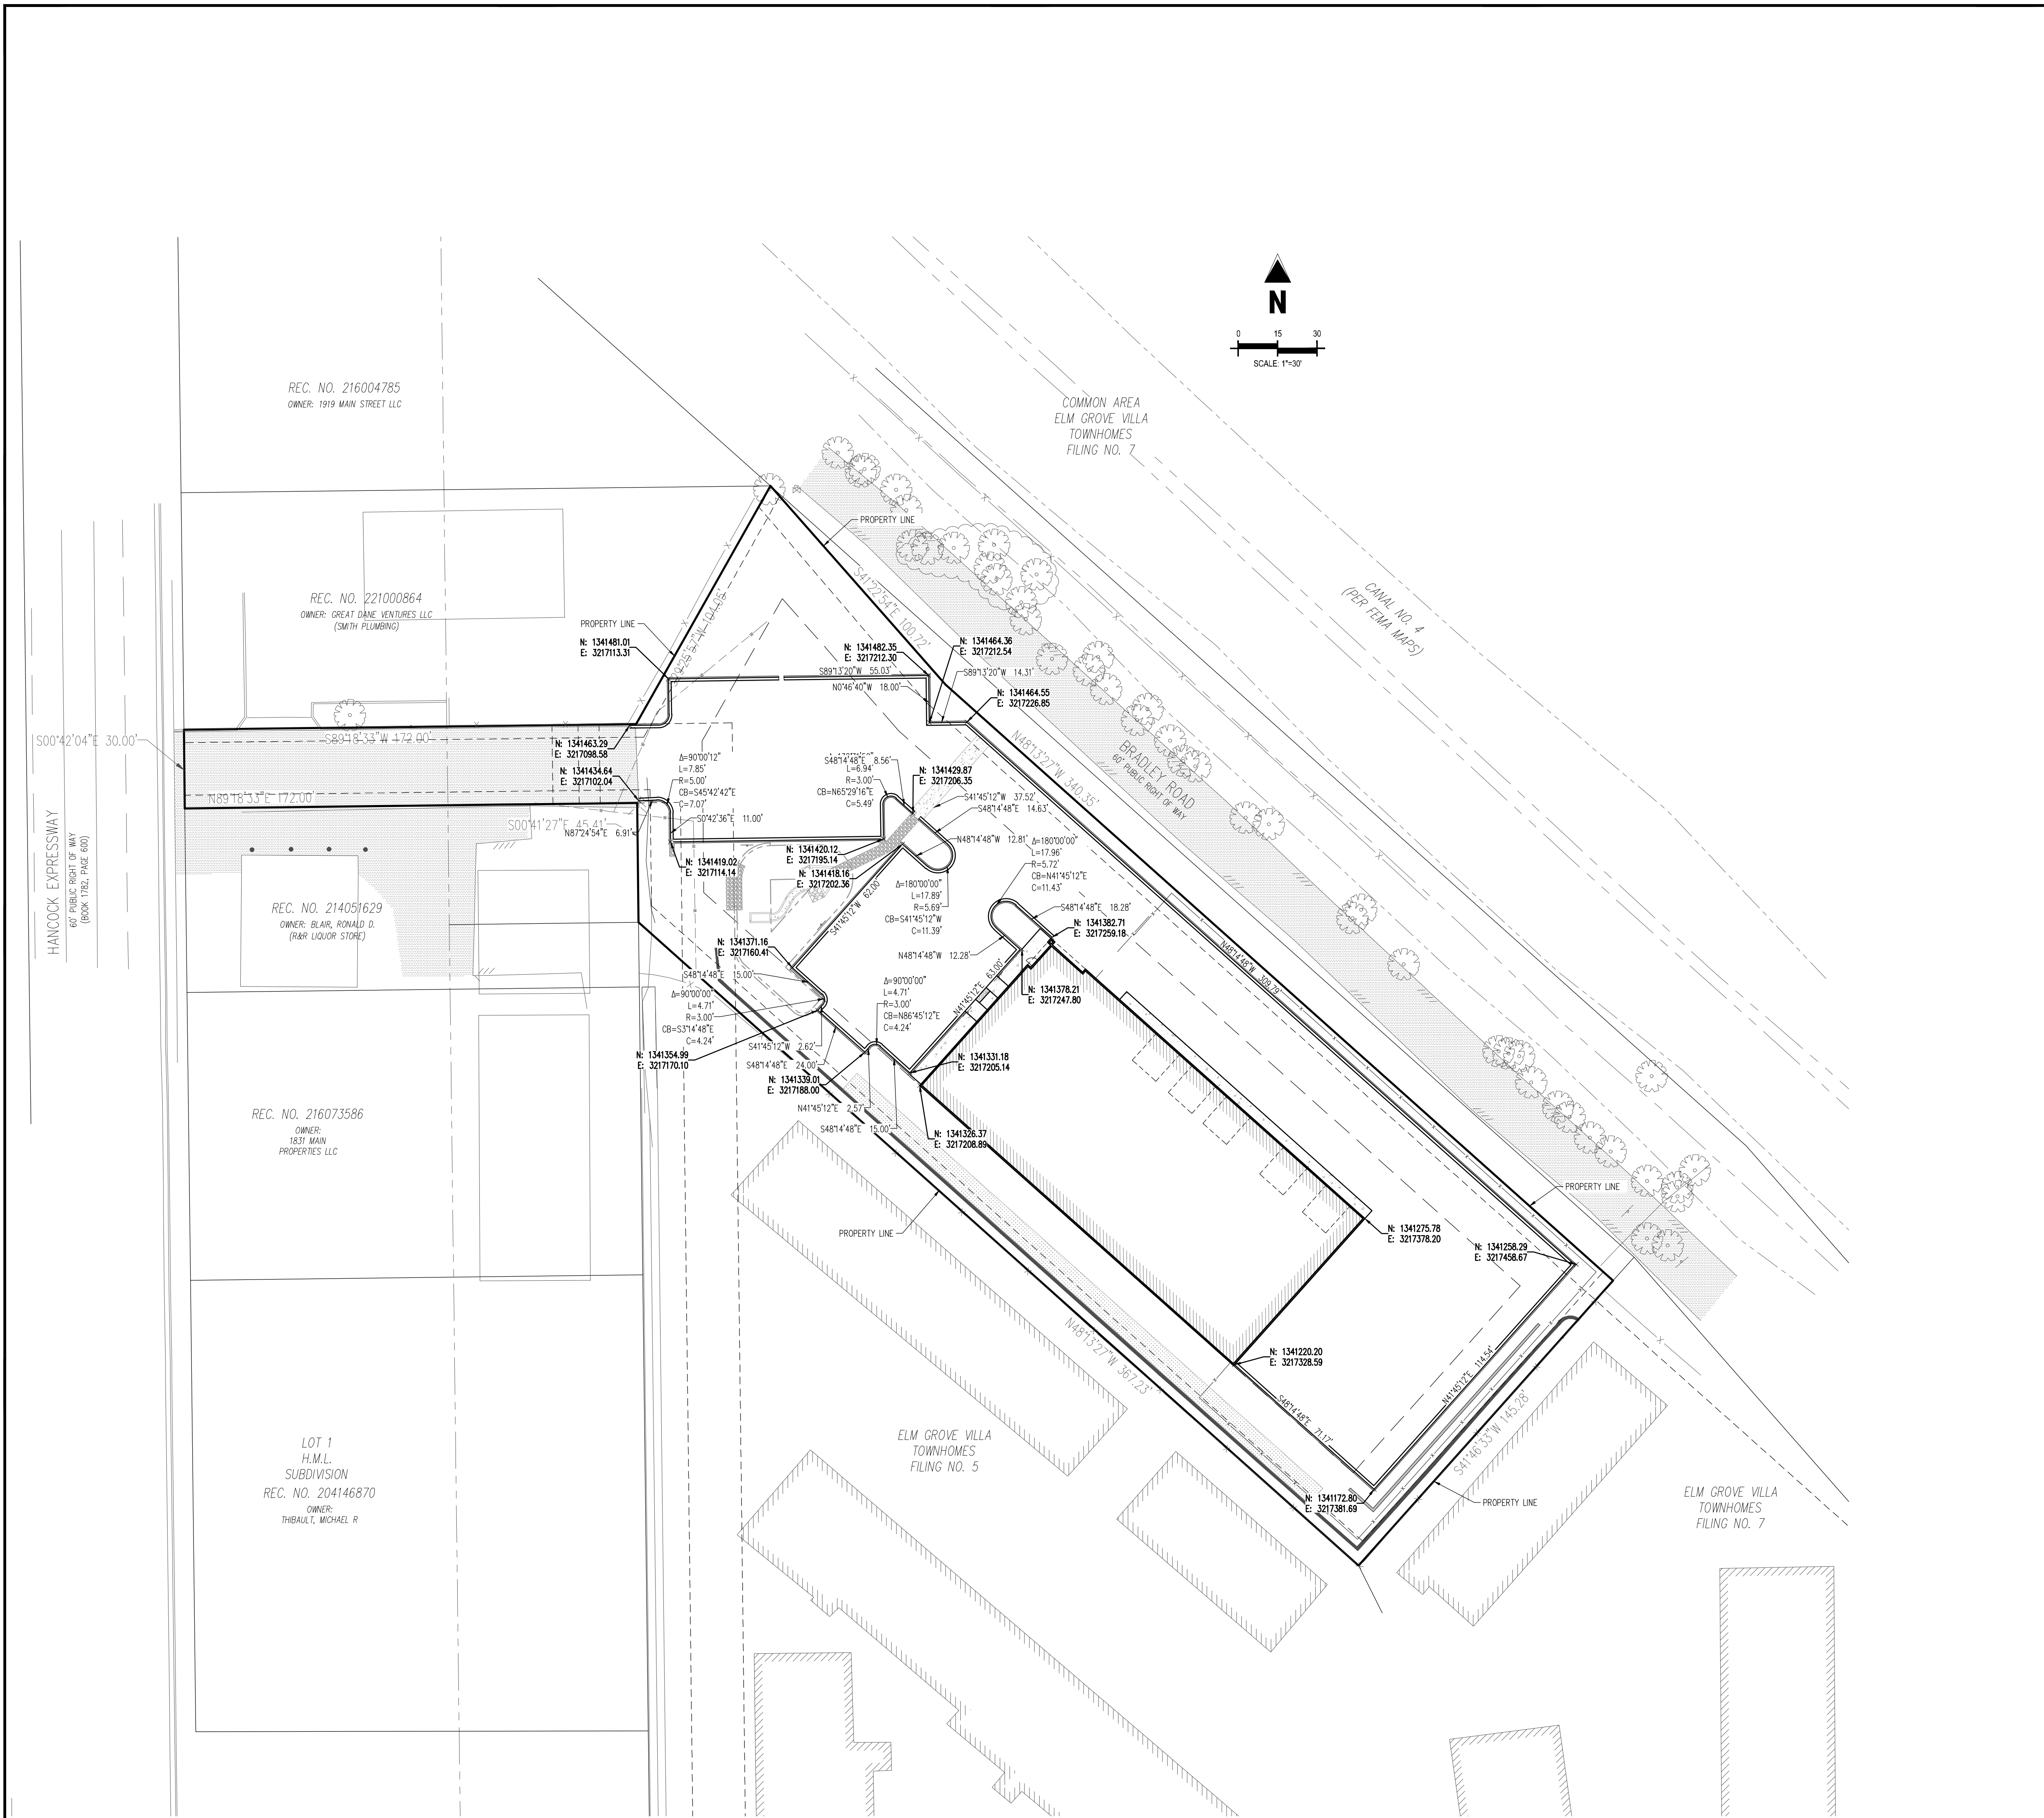 N
0 15 30
SCALE: 1"=30'
REC. NO. 216004785
OWNER: 1919 MAIN STREET LLC
COMMON AREA
ELM GROVE VILLA
TOWNHOMES
FILING NO. 7
CANAL NO. 4
(PER FEMA MAPS)
BRADLEY ROAD
60' PUBLIC RIGHT OF WAY
PROPERTY LINE
S41°22'54"E 100.72'
REC. NO. 221000864
OWNER: GREAT DANE VENTURES LLC
(SMITH PLUMBING)
PROPERTY LINE
N: 1341481.01
E: 3217113.31
N: 1341482.35
E: 3217212.30
N: 1341464.36
E: 3217212.54
S89°13'20"W 55.03'
S89°13'20"W 14.31'
N0°46'40"W 18.00'
N: 1341464.55
E: 3217226.85
N48°13'27"W 340.35'
S00°42'04"E 30.00'
S89°18'33"W 172.00'
N: 1341463.29
E: 3217098.58
N: 1341434.64
E: 3217102.04
N89°18'33"E 172.00'
S00°41'27"E 45.41'
N87°24'54"E 6.91'
Δ=90°00'12"
L=7.85'
R=5.00'
CB=S45°42'42"E
C=7.07'
S0°42'36"E 11.00'
S48°14'48"E 8.56'
L=6.94'
R=3.00'
CB=N65°29'16"E
C=5.49'
N: 1341429.87
E: 3217206.35
S41°45'12"W 37.52'
S48°14'48"E 14.63'
N48°14'48"W 12.81'
HANCOCK EXPRESSWAY
60' PUBLIC RIGHT OF WAY
(BOOK 1782, PAGE 600)
N: 1341419.02
E: 3217114.14
N: 1341420.12
E: 3217195.14
N: 1341418.16
E: 3217202.36
Δ=180°00'00"
L=17.96'
R=5.72'
CB=N41°45'12"E
C=11.43'
Δ=180°00'00"
L=17.89'
R=5.69'
CB=S41°45'12"W
C=11.39'
S41°45'12"W 62.00'
S48°14'48"E 18.28'
N: 1341382.71
E: 3217259.18
REC. NO. 214051629
OWNER: BLAIR, RONALD D.
(R&R LIQUOR STORE)
N: 1341371.16
E: 3217160.41
N48°14'48"W 12.28'
N48°14'48"W 309.79'
S48°14'48"E 15.00'
Δ=90°00'00"
L=4.71'
R=3.00'
CB=S3°14'48"E
C=4.24'
Δ=90°00'00"
L=4.71'
R=3.00'
CB=N86°45'12"E
C=4.24'
N41°45'12"E 63.00'
N: 1341378.21
E: 3217247.80
S41°45'12"W 2.62'
N: 1341354.99
E: 3217170.10
S48°14'48"E 24.00'
N: 1341331.18
E: 3217205.14
N: 1341339.01
E: 3217188.00
N41°45'12"E 2.57'
S48°14'48"E 15.00'
N: 1341326.37
E: 3217208.89
REC. NO. 216073586
OWNER:
1831 MAIN
PROPERTIES LLC
PROPERTY LINE
PROPERTY LINE
N: 1341275.78
E: 3217378.20
N: 1341258.29
E: 3217458.67
N48°13'27"W 367.23'
N: 1341220.20
E: 3217328.59
S48°14'48"E 71.17'
N41°45'12"E 114.54'
S41°46'33"W 145.28'
ELM GROVE VILLA
TOWNHOMES
FILING NO. 5
LOT 1
H.M.L.
SUBDIVISION
REC. NO. 204146870
OWNER:
THIBAULT, MICHAEL R
N: 1341172.80
E: 3217381.69
PROPERTY LINE
ELM GROVE VILLA
TOWNHOMES
FILING NO. 7